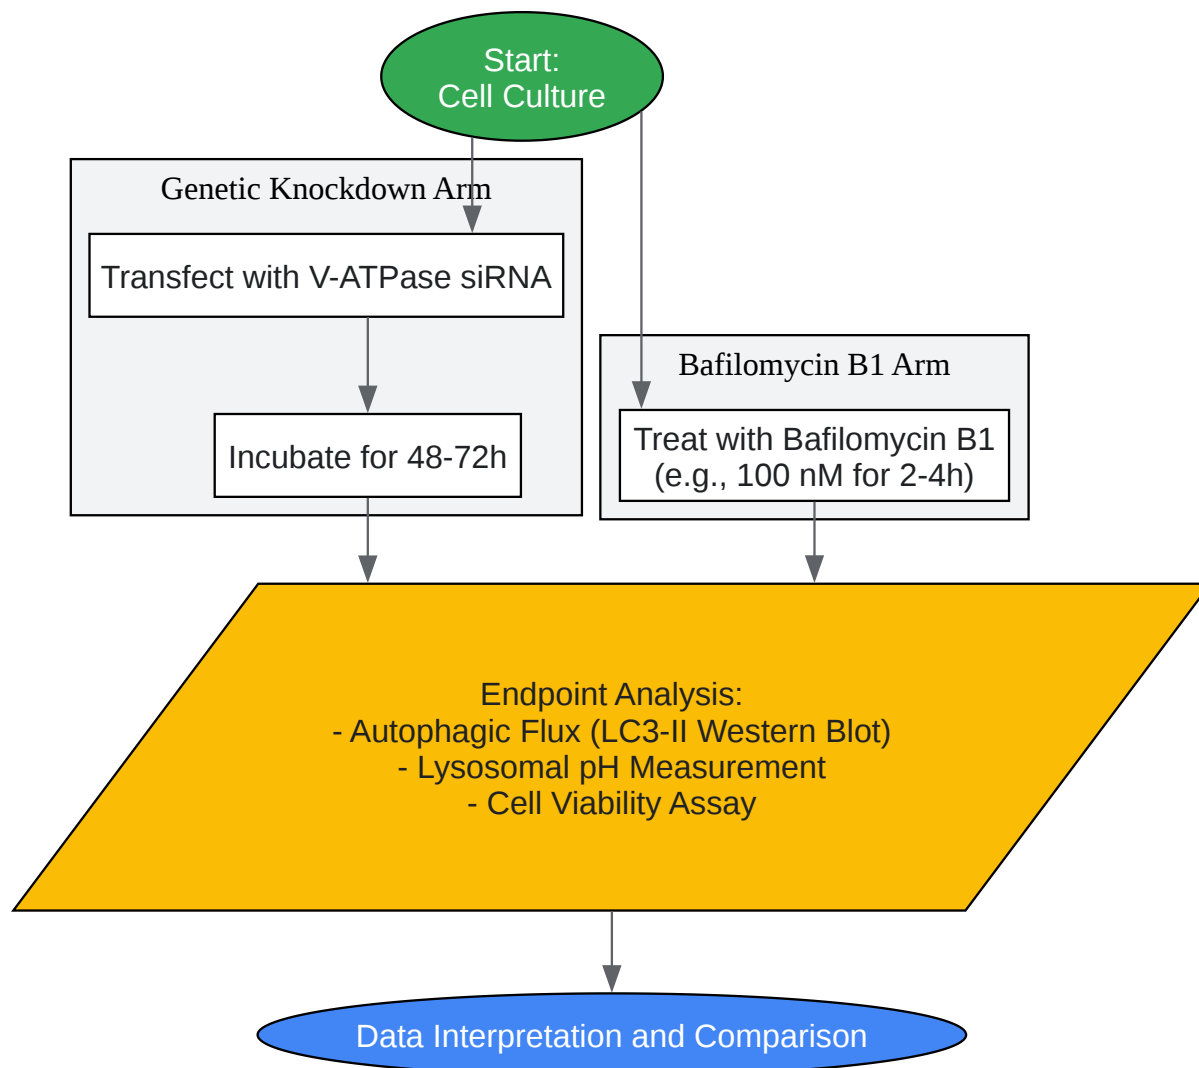 Start:
Cell Culture
Genetic Knockdown Arm
Transfect with V-ATPase siRNA
Incubate for 48-72h
Bafilomycin B1 Arm
Treat with Bafilomycin B1
(e.g., 100 nM for 2-4h)
Endpoint Analysis:
- Autophagic Flux (LC3-II Western Blot)
- Lysosomal pH Measurement
- Cell Viability Assay
Data Interpretation and Comparison